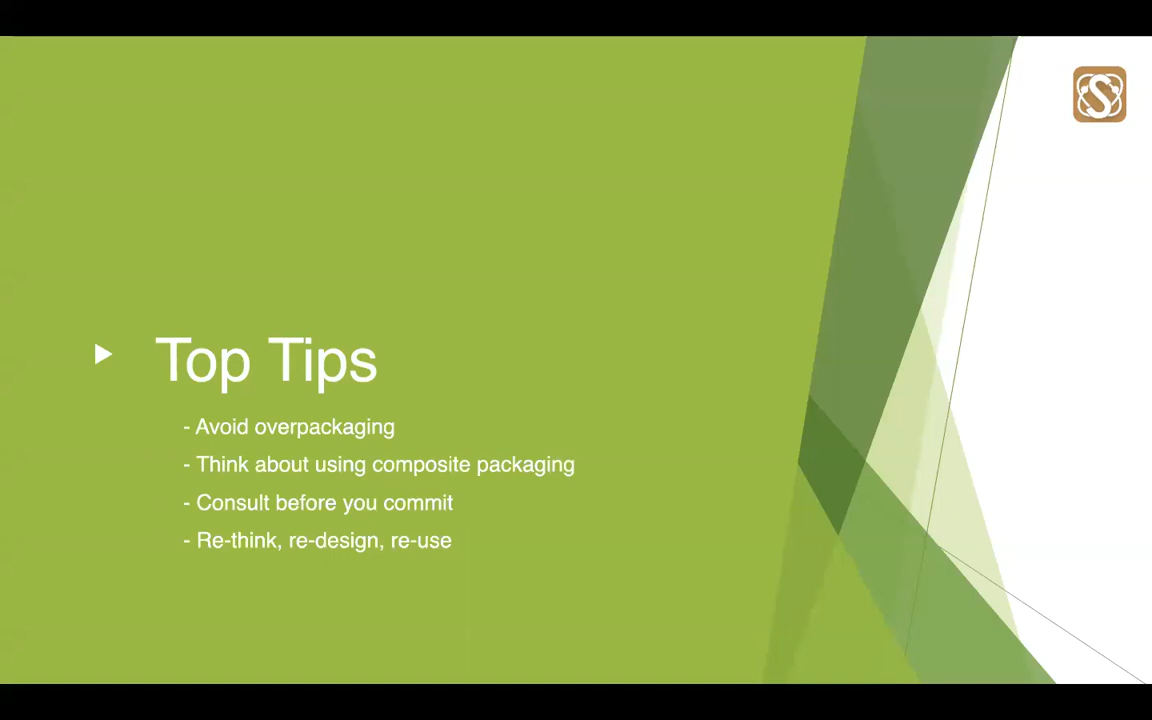 Top Tips
- Avoid overpackaging
- Think about using composite packaging
- Consult before you commit
- Re-think, re-design, re-use
S